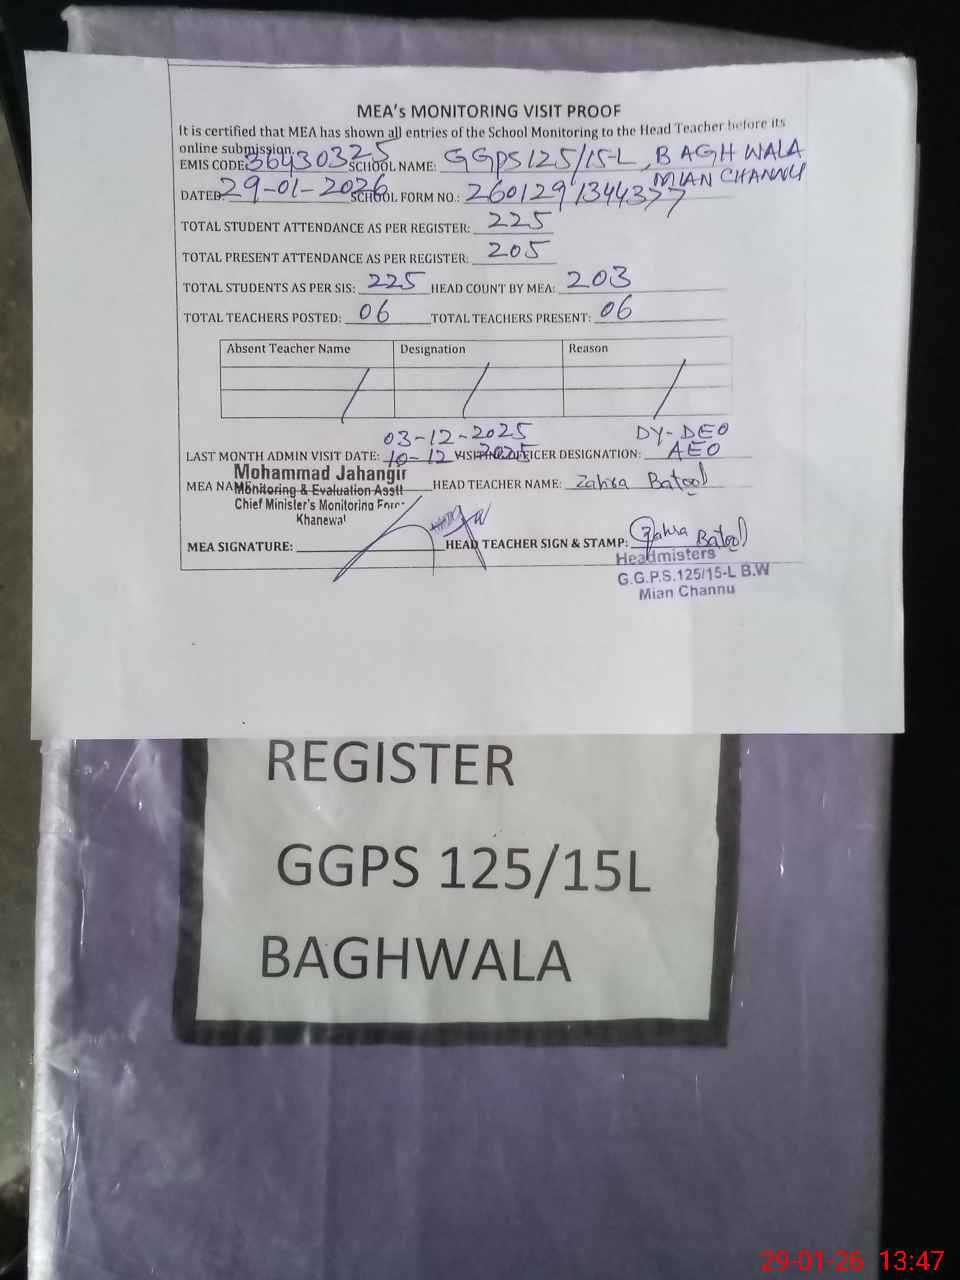 MEA's MONITORING VISIT PROOF
It is certified that MEA has shown all entries of the School Monitoring to the Head Teacher before its
online submission.
EMIS CODE: 36430325 SCHOOL NAME: GGPS 125/15-L, BAGHWALA
MIAN CHANNU
DATED: 29-01-2026 SCHOOL FORM NO.: 260129134437
TOTAL STUDENT ATTENDANCE AS PER REGISTER: 225
TOTAL PRESENT ATTENDANCE AS PER REGISTER: 205
TOTAL STUDENTS AS PER SIS: 225 HEAD COUNT BY MEA: 203
TOTAL TEACHERS POSTED: 06 TOTAL TEACHERS PRESENT: 06
Absent Teacher Name Designation Reason
03-12-2025 DY-DEO
LAST MONTH ADMIN VISIT DATE: 10-12-2025 VISITING OFFICER DESIGNATION: AEO
Mohammad Jahangir
MEA NAME HEAD TEACHER NAME: Zahra Batool
Monitoring & Evaluation Asstt
Chief Minister's Monitoring Force
Khanewal
MEA SIGNATURE: HEAD TEACHER SIGN & STAMP: Zahra Batool
Headmisters
G.G.P.S.125/15-L B.W
Mian Channu
REGISTER
GGPS 125/15L
BAGHWALA
29-01-26 13:47